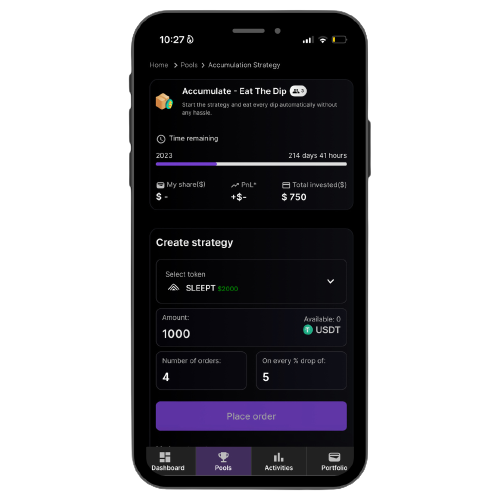 10:27
Home > Pools > Accumulation Strategy
Accumulate - Eat The Dip 3
Start the strategy and eat every dip automatically without
any hassle.
Time remaining
2023 214 days 41 hours
My share($) PnL* Total invested($)
$ - +$- $ 750
Create strategy
Select token
SLEEPT $2000
Amount: Available: 0
1000 USDT
Number of orders: On every % drop of:
4 5
Place order
Dashboard Pools Activities Portfolio